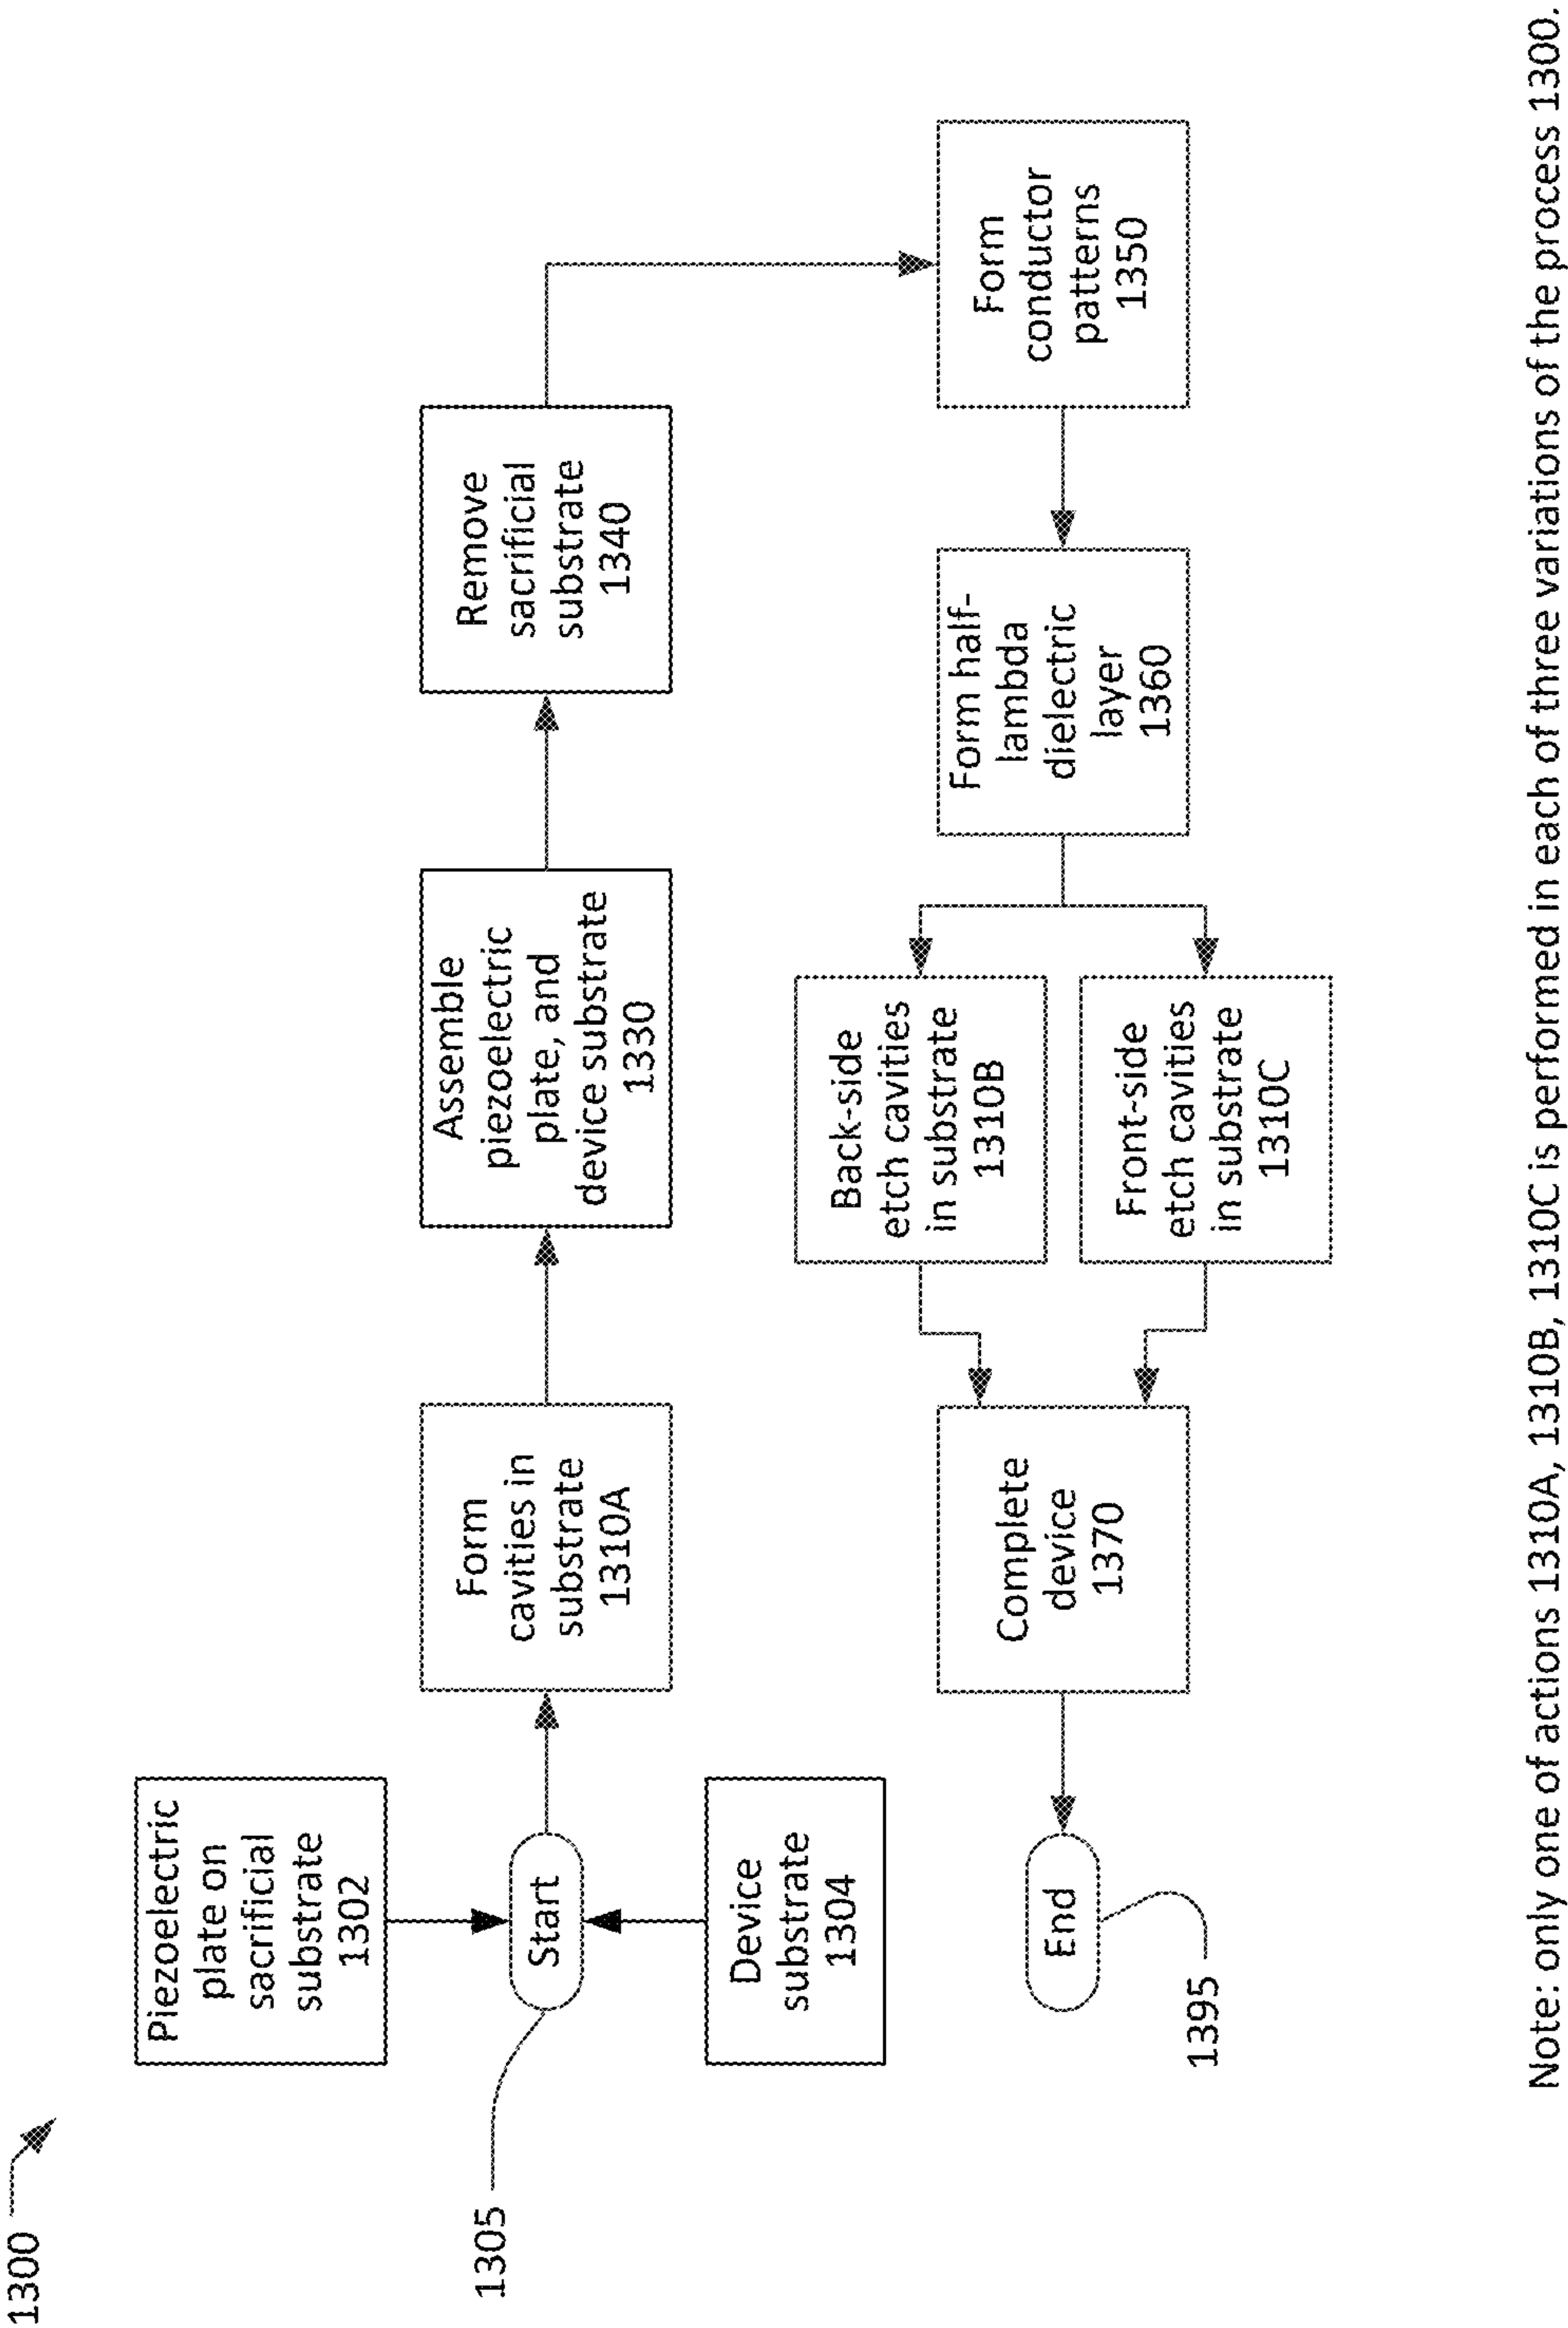 1300
Piezoelectric
plate on
sacrificial
substrate
1302
1305
Start
Device
substrate
1304
Form
cavities in
substrate
1310A
Assemble
piezoelectric
plate, and
device substrate
1330
Remove
sacrificial
substrate
1340
Form
conductor
patterns
1350
Form half-
lambda
dielectric
layer
1360
Back-side
etch cavities
in substrate
1310B
Front-side
etch cavities
in substrate
1310C
Complete
device
1370
End
1395
Note: only one of actions 1310A, 1310B, 1310C is performed in each of three variations of the process 1300.